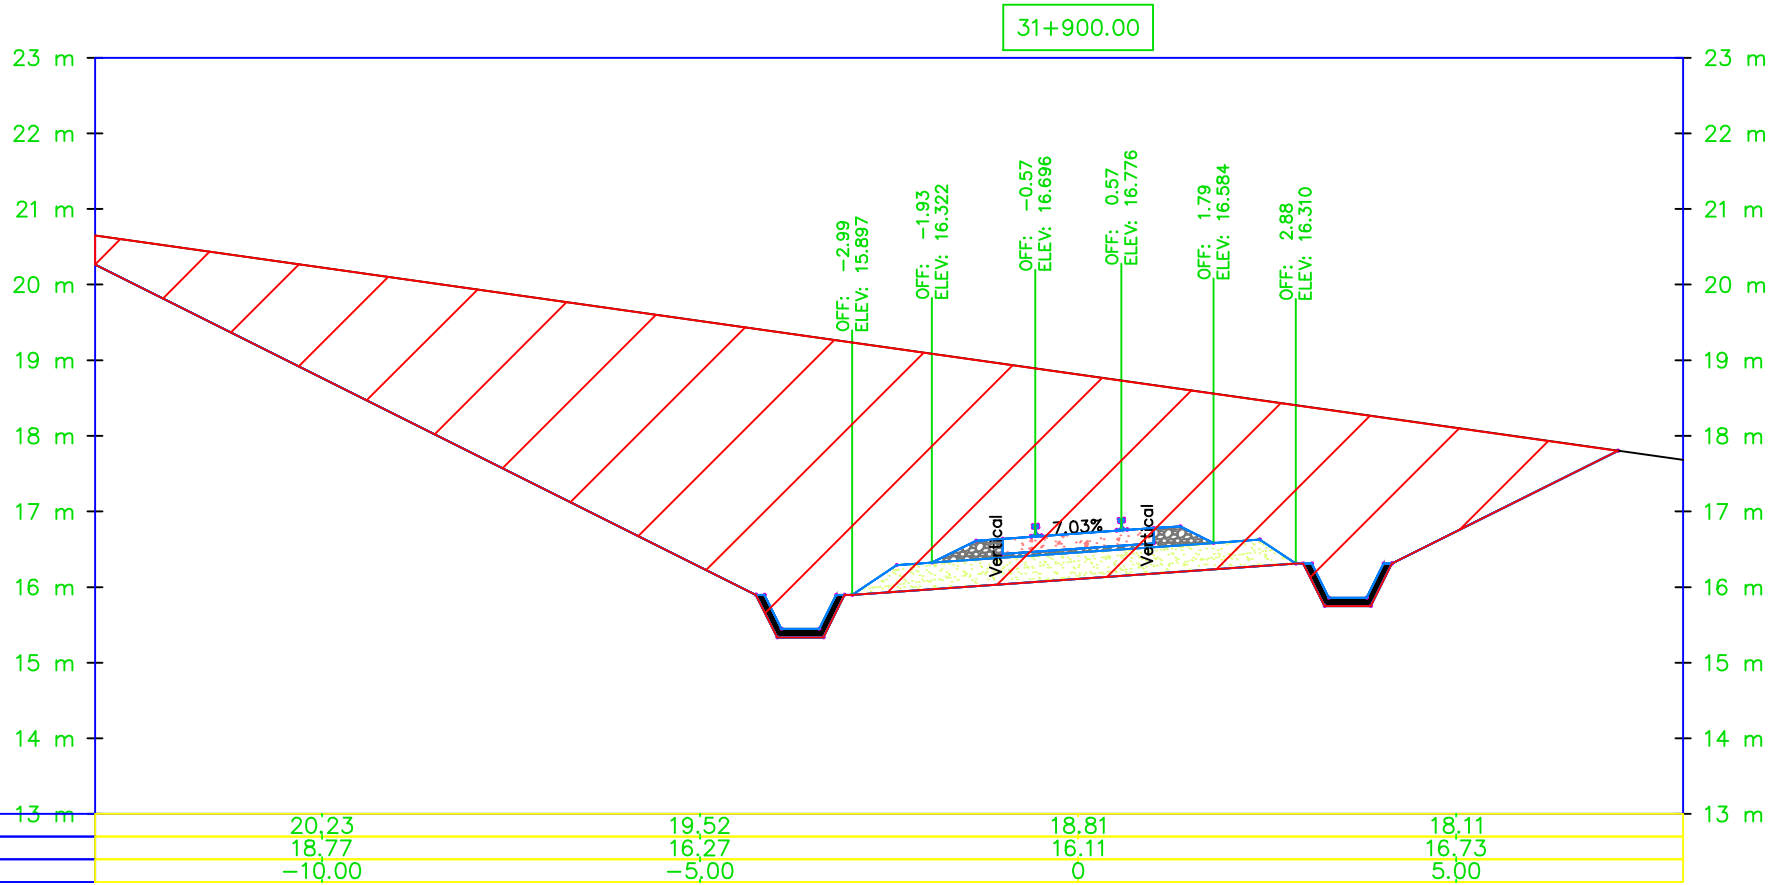 31+900.00
23 m
23 m
22 m
22 m
21 m
21 m
20 m
20 m
19 m
19 m
18 m
18 m
17 m
17 m
16 m
16 m
15 m
15 m
14 m
14 m
13 m
13 m
OFF: -2.99
ELEV: 15.897
OFF: -1.93
ELEV: 16.322
OFF: -0.57
ELEV: 16.696
OFF: 0.57
ELEV: 16.776
OFF: 1.79
ELEV: 16.584
OFF: 2.88
ELEV: 16.310
Vertical
7.03%
Vertical
20.23 19.52 18.81 18.11
18.77 16.27 16.11 16.73
-10.00 -5.00 0 5.00